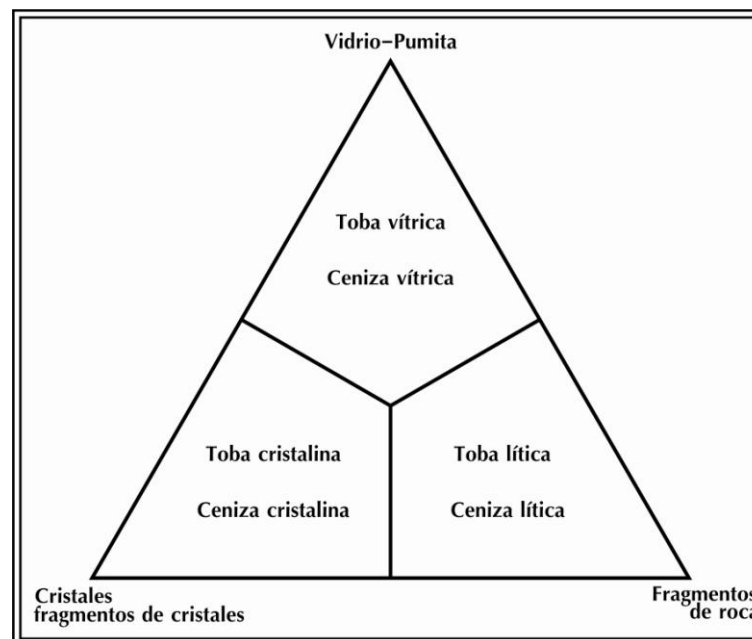 Vidrio–Pumita
Toba vítrica
Ceniza vítrica
Toba cristalina
Toba lítica
Ceniza cristalina
Ceniza lítica
Cristales
fragmentos de cristales
Fragmentos
de roca